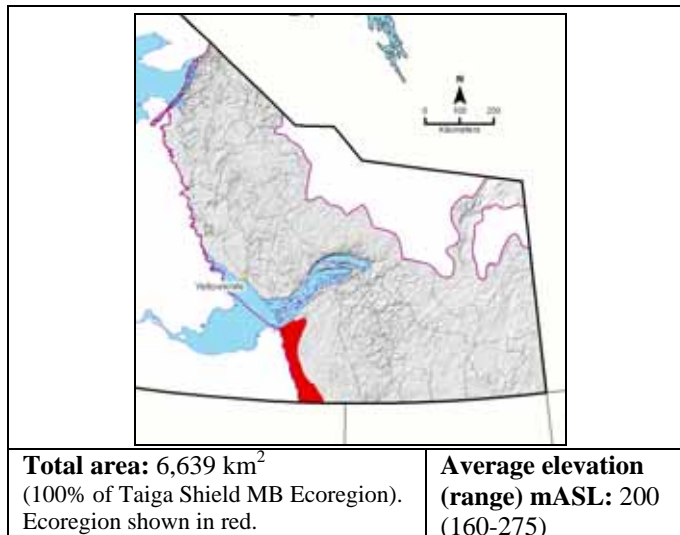 N
0 100 200
Kilometers
Yellowknife
Total area: 6,639 km²
(100% of Taiga Shield MB Ecoregion).
Ecoregion shown in red.
Average elevation
(range) mASL: 200
(160-275)